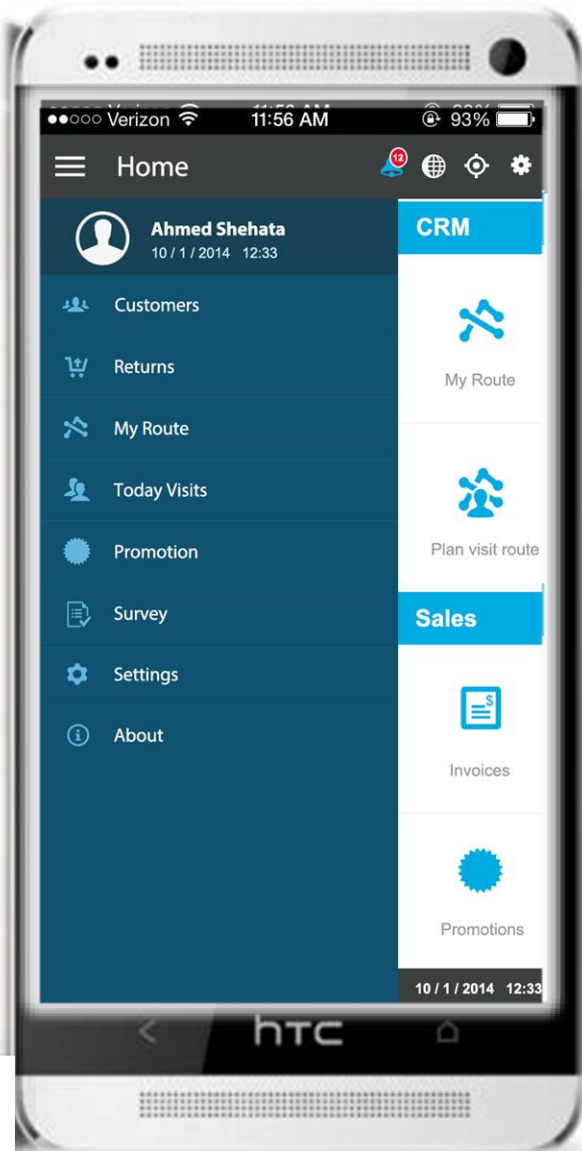 Verizon 11:56 AM 93%
Home 12
Ahmed Shehata
10 / 1 / 2014 12:33
Customers
Returns
My Route
Today Visits
Promotion
Survey
Settings
About
CRM
My Route
Plan visit route
Sales
$
Invoices
Promotions
10 / 1 / 2014 12:33
hTC